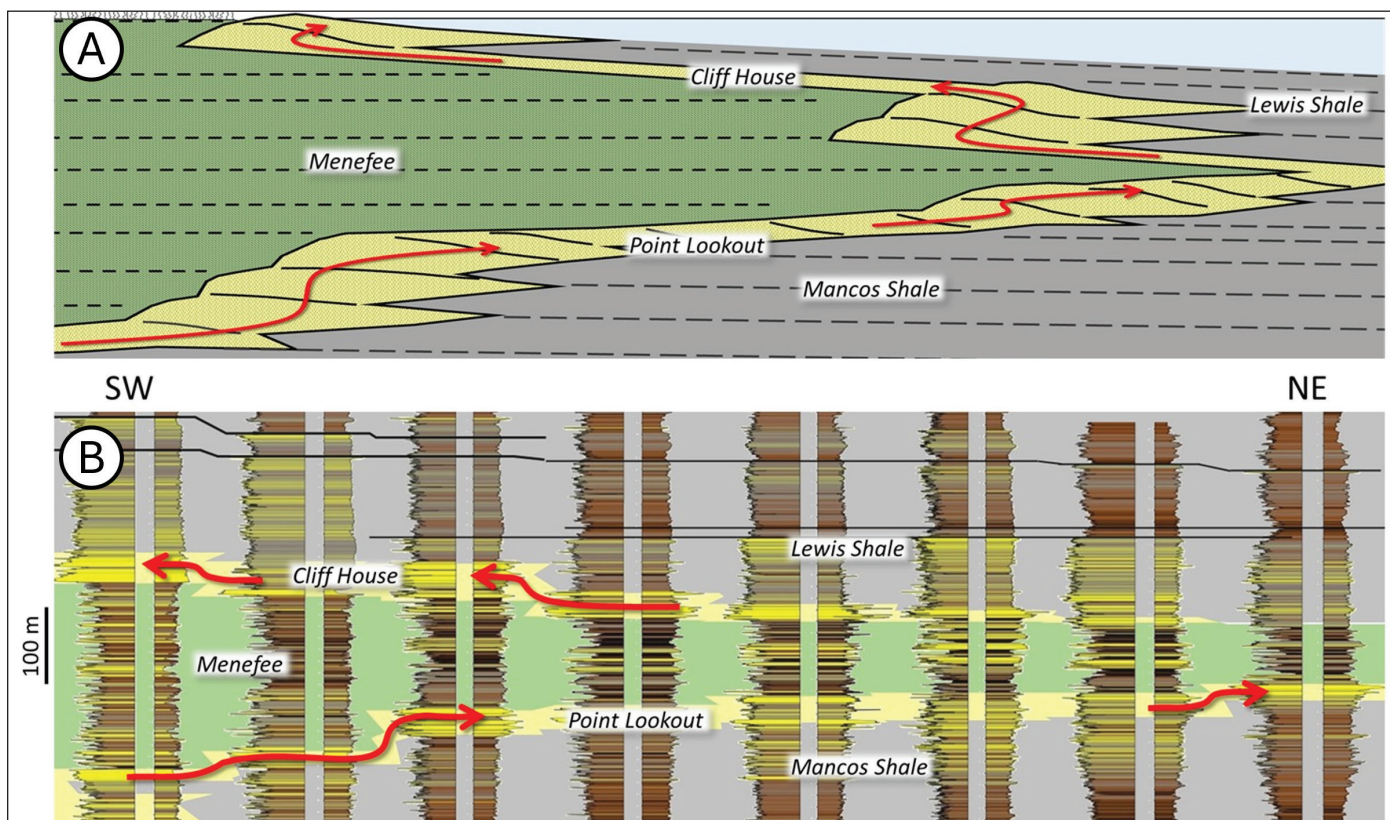 A
Cliff House
Lewis Shale
Menefee
Point Lookout
Mancos Shale
SW
NE
B
Lewis Shale
Cliff House
100 m
Menefee
Point Lookout
Mancos Shale